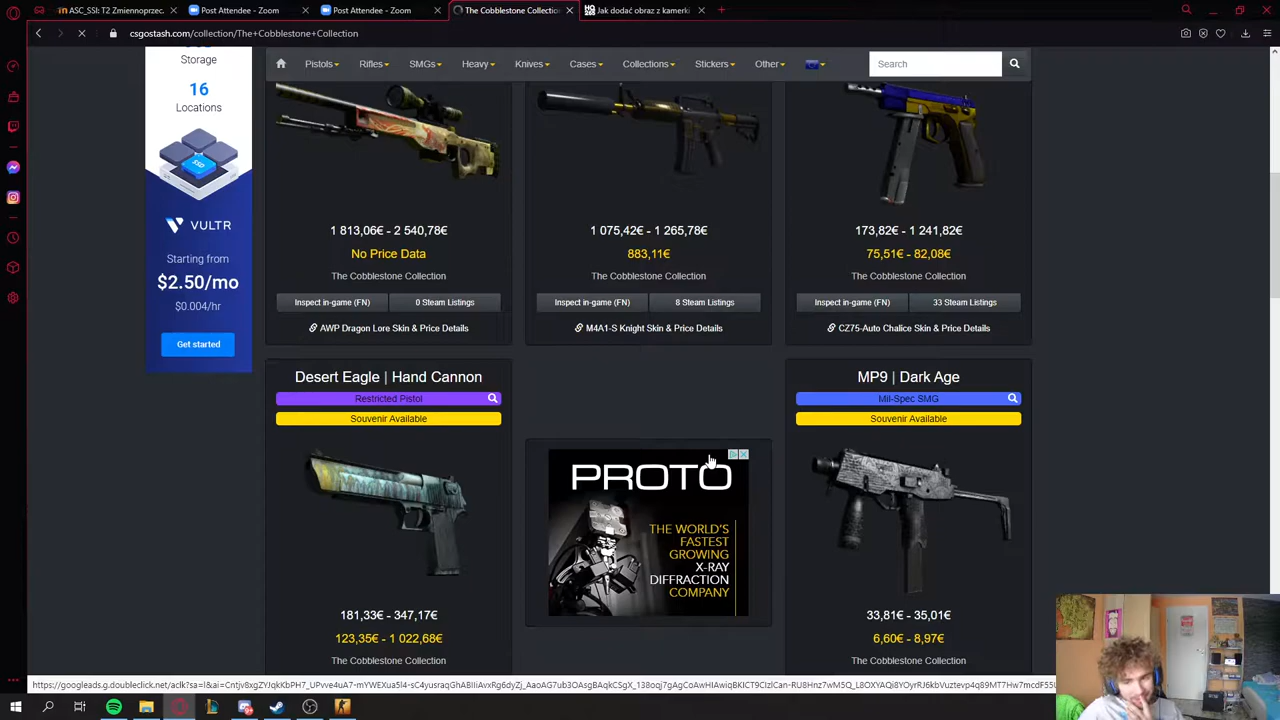 ASC_SSI: T2 Zmiennoprzec
Post Attendee - Zoom
Post Attendee - Zoom
The Cobblestone Collection
Jak dodać obraz z kamerki
csgostash.com/collection/The+Cobblestone+Collection
Pistols Rifles SMGs Heavy Knives Cases Collections Stickers Other
Search
Storage
16
Locations
SSD
VULTR
Starting from
$2.50/mo
$0.004/hr
Get started
1 813,06€ - 2 540,78€
No Price Data
The Cobblestone Collection
Inspect in-game (FN)
0 Steam Listings
AWP Dragon Lore Skin & Price Details
1 075,42€ - 1 265,78€
883,11€
The Cobblestone Collection
Inspect in-game (FN)
8 Steam Listings
M4A1-S Knight Skin & Price Details
173,82€ - 1 241,82€
75,51€ - 82,08€
The Cobblestone Collection
Inspect in-game (FN)
33 Steam Listings
CZ75-Auto Chalice Skin & Price Details
Desert Eagle | Hand Cannon
Restricted Pistol
Souvenir Available
181,33€ - 347,17€
123,35€ - 1 022,68€
The Cobblestone Collection
PROTO
THE WORLD'S
FASTEST
GROWING
X-RAY
DIFFRACTION
COMPANY
MP9 | Dark Age
Mil-Spec SMG
Souvenir Available
33,81€ - 35,01€
6,60€ - 8,97€
The Cobblestone Collection